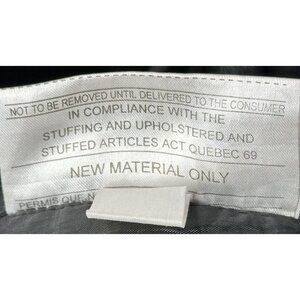 NOT TO BE REMOVED UNTIL DELIVERED TO THE CONSUMER
IN COMPLIANCE WITH THE
STUFFING AND UPHOLSTERED AND
STUFFED ARTICLES ACT QUEBEC 69
NEW MATERIAL ONLY
PERMIS